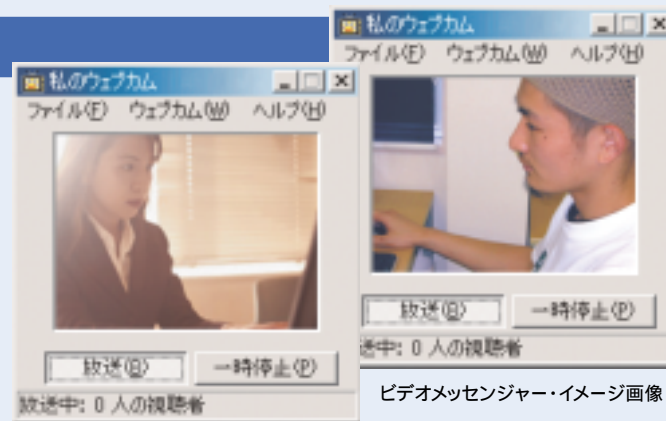 私のウェブカム
ファイル(F) ウェブカム(W) ヘルプ(H)
放送(B) 一時停止(P)
放送中: 0 人の視聴者
私のウェブカム
ファイル(F) ウェブカム(W) ヘルプ(H)
放送(B) 一時停止(P)
送中: 0 人の視聴者
ビデオメッセンジャー・イメージ画像